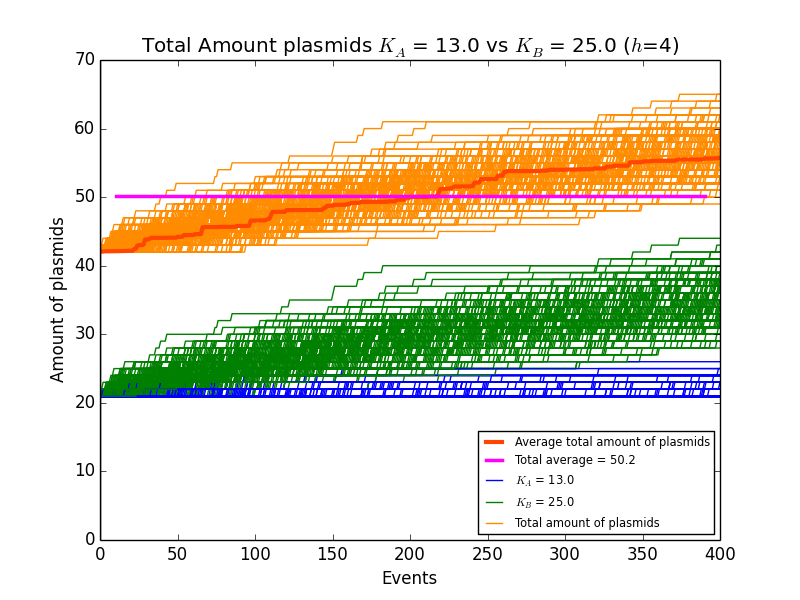 Total Amount plasmids K_A = 13.0 vs K_B = 25.0 (h=4)
70
60
50
40
30
20
10
0
Amount of plasmids
Average total amount of plasmids
Total average = 50.2
K_A = 13.0
K_B = 25.0
Total amount of plasmids
0 50 100 150 200 250 300 350 400
Events